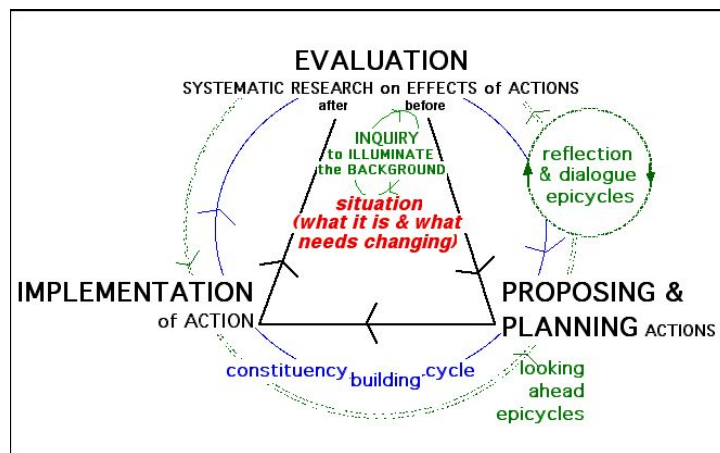 EVALUATION
SYSTEMATIC RESEARCH on EFFECTS of ACTIONS
after before
INQUIRY
to ILLUMINATE
the BACKGROUND
situation
(what it is & what
needs changing)
reflection
& dialogue
epicycles
IMPLEMENTATION
of ACTION
PROPOSING &
PLANNING ACTIONS
constituency building cycle
looking
ahead
epicycles